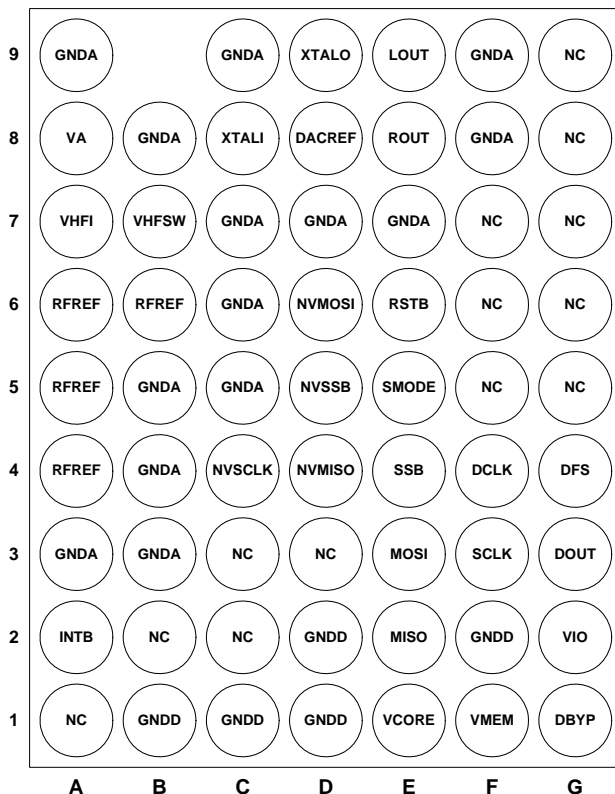 9 GNDA GNDA XTALO LOUT GNDA NC
8 VA GNDA XTALI DACREF ROUT GNDA NC
7 VHFI VHFSW GNDA GNDA GNDA NC NC
6 RFREF RFREF GNDA NVMOSI RSTB NC NC
5 RFREF GNDA GNDA NVSSB SMODE NC NC
4 RFREF GNDA NVSCLK NVMISO SSB DCLK DFS
3 GNDA GNDA NC NC MOSI SCLK DOUT
2 INTB NC NC GNDD MISO GNDD VIO
1 NC GNDD GNDD GNDD VCORE VMEM DBYP
A B C D E F G